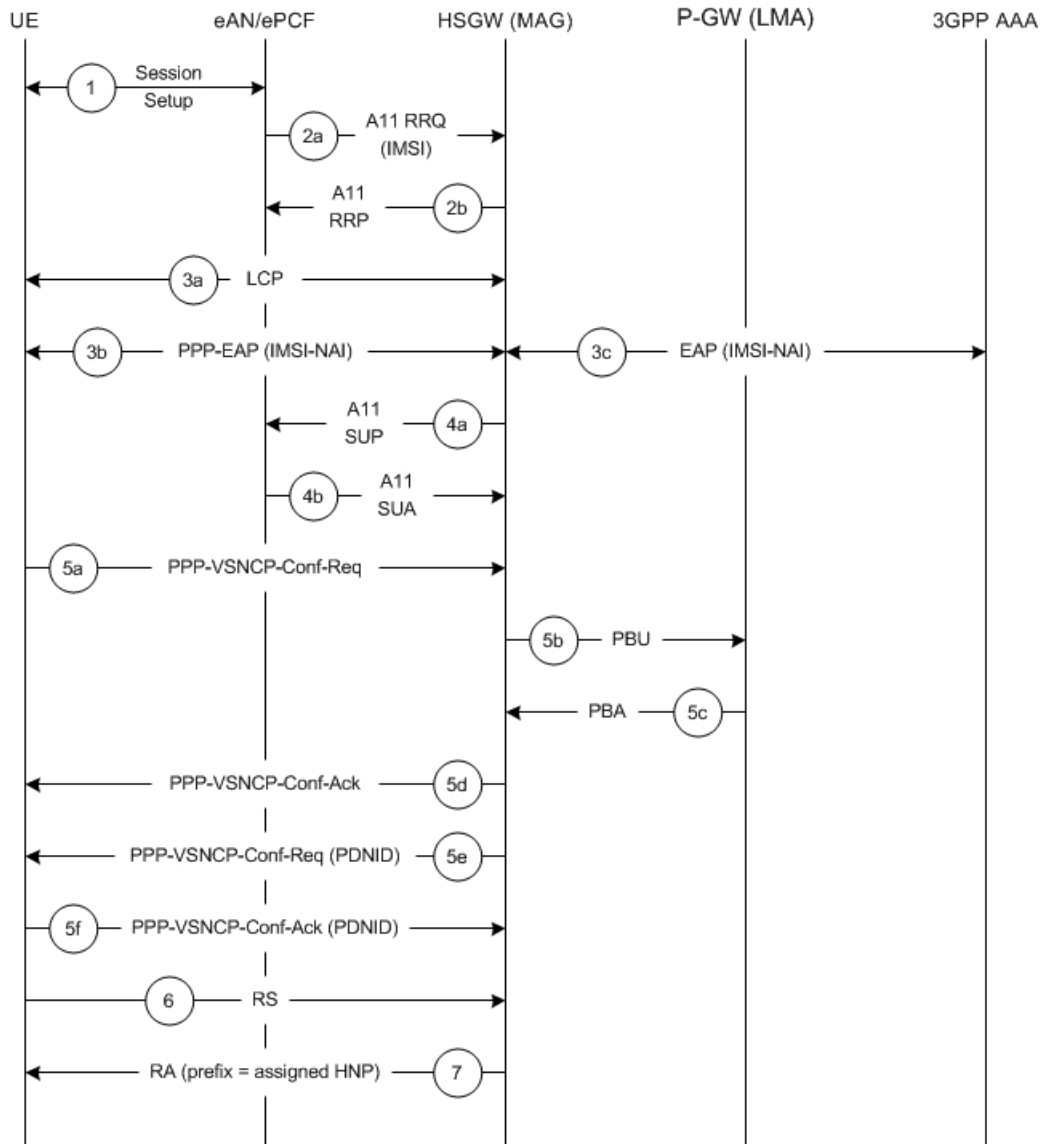 UE eAN/ePCF HSGW (MAG) P-GW (LMA) 3GPP AAA
1 Session
Setup
2a A11 RRQ
(IMSI)
A11
RRP 2b
3a LCP
3b PPP-EAP (IMSI-NAI) 3c EAP (IMSI-NAI)
A11
SUP 4a
4b A11
SUA
5a PPP-VSNCP-Conf-Req
5b PBU
PBA 5c
PPP-VSNCP-Conf-Ack 5d
PPP-VSNCP-Conf-Req (PDNID) 5e
5f PPP-VSNCP-Conf-Ack (PDNID)
6 RS
RA (prefix = assigned HNP) 7